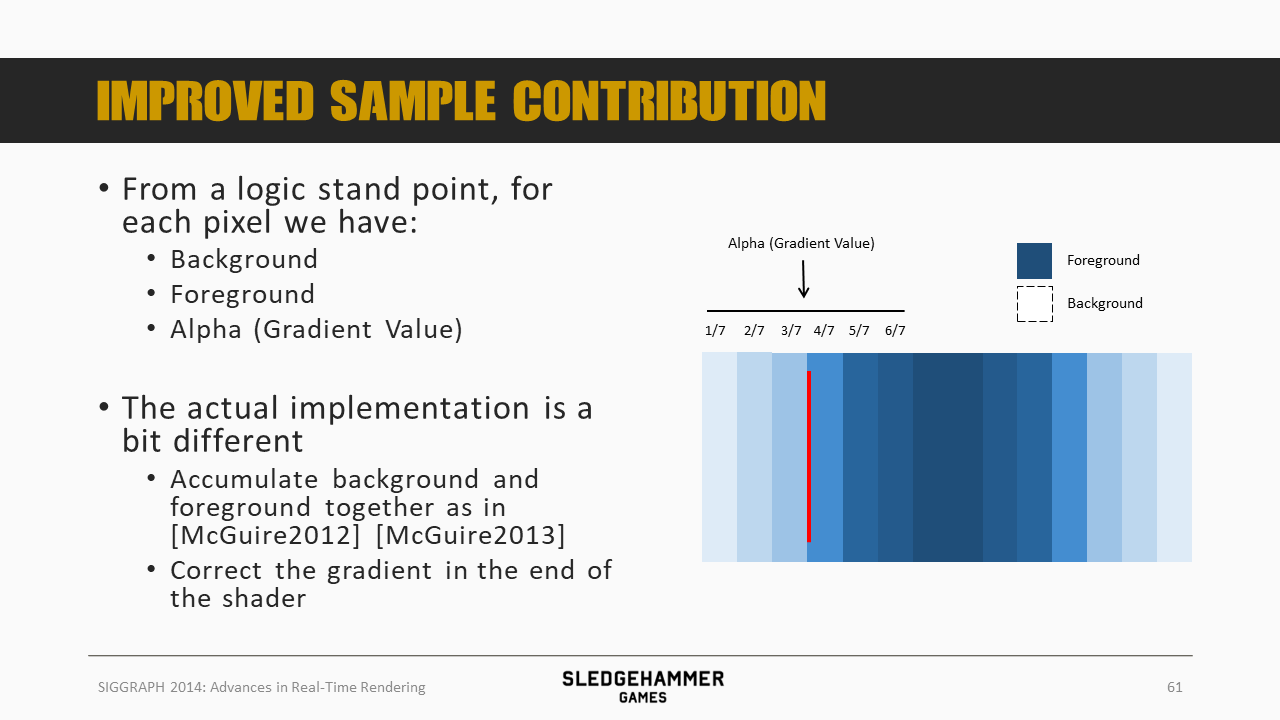 IMPROVED SAMPLE CONTRIBUTION
• From a logic stand point, for
each pixel we have:
• Background
• Foreground
• Alpha (Gradient Value)
• The actual implementation is a
bit different
• Accumulate background and
foreground together as in
[McGuire2012] [McGuire2013]
• Correct the gradient in the end of
the shader
Alpha (Gradient Value)
1/7 2/7 3/7 4/7 5/7 6/7
Foreground
Background
SIGGRAPH 2014: Advances in Real-Time Rendering
SLEDGEHAMMER
GAMES
61